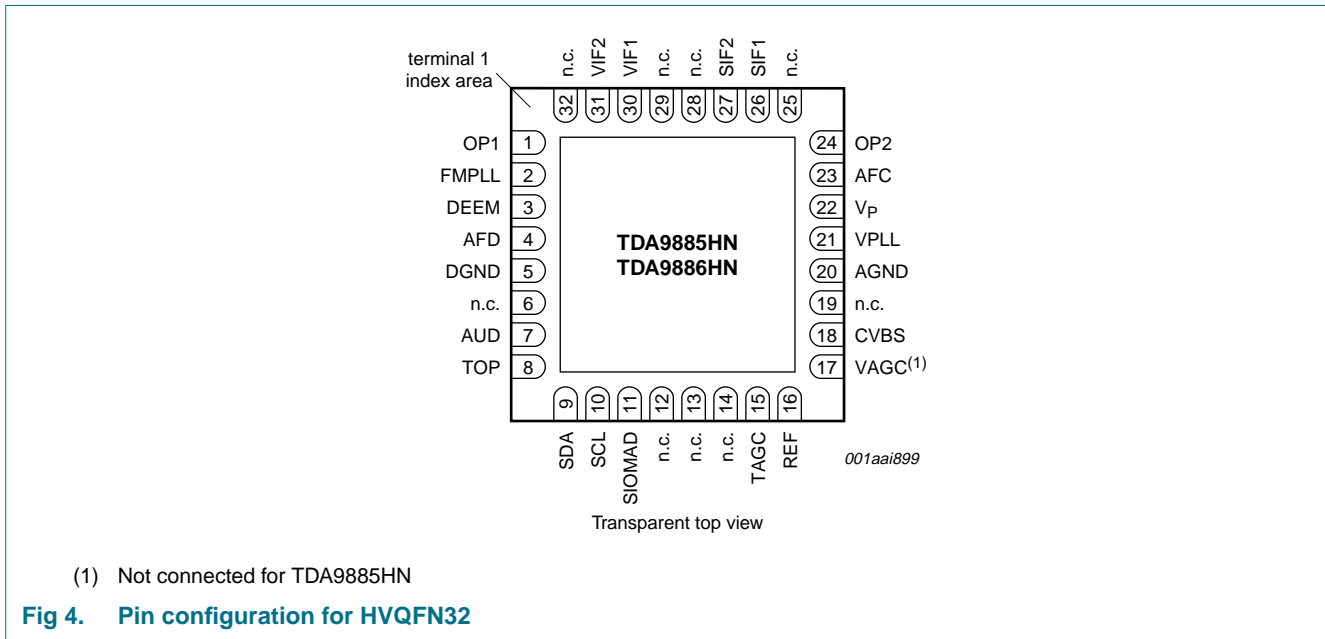 terminal 1
index area
n.c.
VIF2
VIF1
n.c.
n.c.
SIF2
SIF1
n.c.
32
31
30
29
28
27
26
25
OP1 1
FMPLL 2
DEEM 3
AFD 4
DGND 5
n.c. 6
AUD 7
TOP 8
TDA9885HN
TDA9886HN
24 OP2
23 AFC
22 VP
21 VPLL
20 AGND
19 n.c.
18 CVBS
17 VAGC(1)
9
10
11
12
13
14
15
16
SDA
SCL
SIOMAD
n.c.
n.c.
n.c.
TAGC
REF
001aai899
Transparent top view
(1) Not connected for TDA9885HN
Fig 4. Pin configuration for HVQFN32